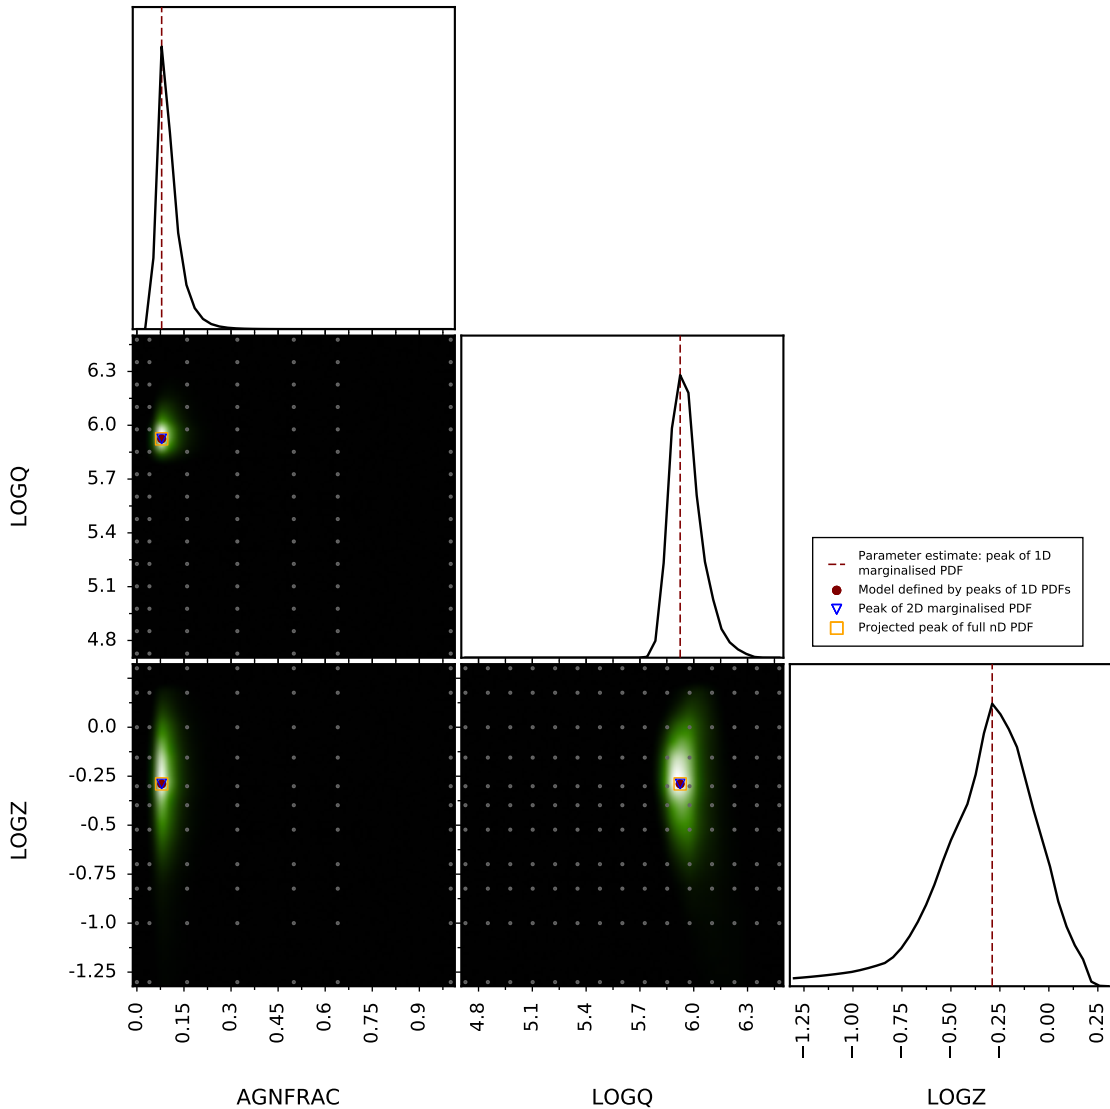 6.3
6.0
5.7
5.4
5.1
4.8
LOGQ
Parameter estimate: peak of 1D
marginalised PDF
Model defined by peaks of 1D PDFs
Peak of 2D marginalised PDF
Projected peak of full nD PDF
0.0
-0.25
-0.5
-0.75
-1.0
-1.25
LOGZ
0.0 0.15 0.3 0.45 0.6 0.75 0.9
4.8 5.1 5.4 5.7 6.0 6.3
−1.25 −1.00 −0.75 −0.50 −0.25 0.00 0.25
AGNFRAC LOGQ LOGZ